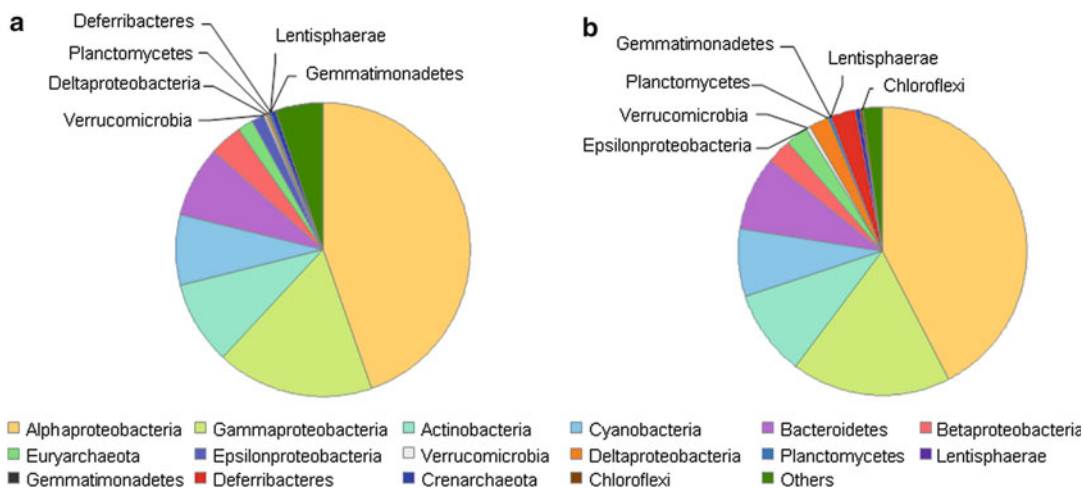 a
Deferribacteres
Planctomycetes
Deltaproteobacteria
Verrucomicrobia
Lentisphaerae
Gemmatimonadetes
b
Gemmatimonadetes
Planctomycetes
Verrucomicrobia
Epsilonproteobacteria
Lentisphaerae
Chloroflexi
Alphaproteobacteria Gammaproteobacteria Actinobacteria Cyanobacteria Bacteroidetes Betaproteobacteria
Euryarchaeota Epsilonproteobacteria Verrucomicrobia Deltaproteobacteria Planctomycetes Lentisphaerae
Gemmatimonadetes Deferribacteres Crenarchaeota Chloroflexi Others